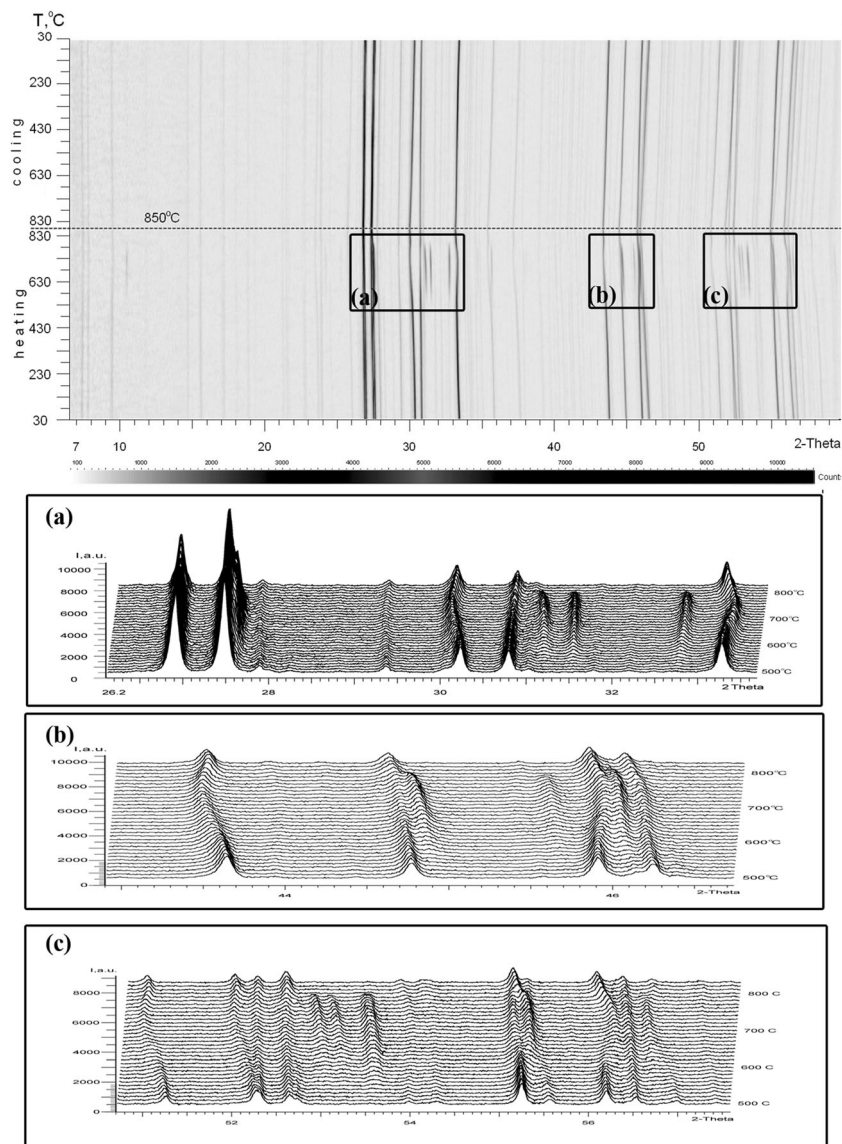 T,°C
30
230
430
630
830
cooling
850°C
830
630
430
230
30
heating
(a)
(b)
(c)
7 10 20 30 40 50 2-Theta
100 1000 2000 3000 4000 5000 6000 7000 8000 9000 10000 Counts
(a)
I,a.u.
10000
8000
6000
4000
2000
0
800°C
700°C
600°C
500°C
26.2 28 30 32 2 Theta
(b)
I,a.u.
10000
8000
6000
4000
2000
0
800°C
700°C
600°C
500°C
44 46 2-Theta
(c)
I,a.u.
8000
6000
4000
2000
0
800 C
700 C
600 C
500 C
52 54 56 2-Theta